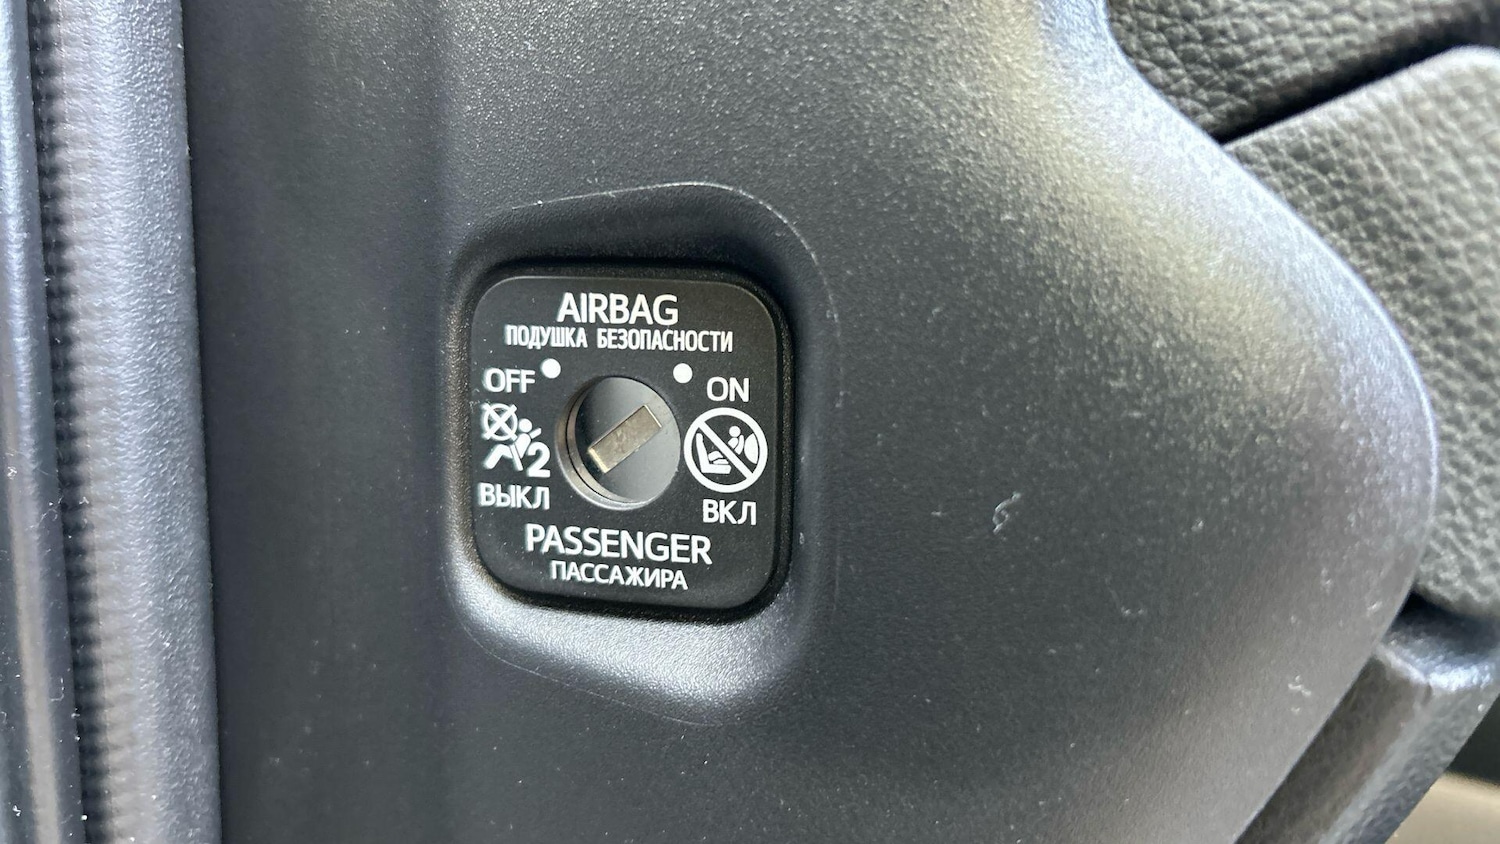 AIRBAG
ПОДУШКА БЕЗОПАСНОСТИ
OFF ON
2
ВЫКЛ ВКЛ
PASSENGER
ПАССАЖИРА